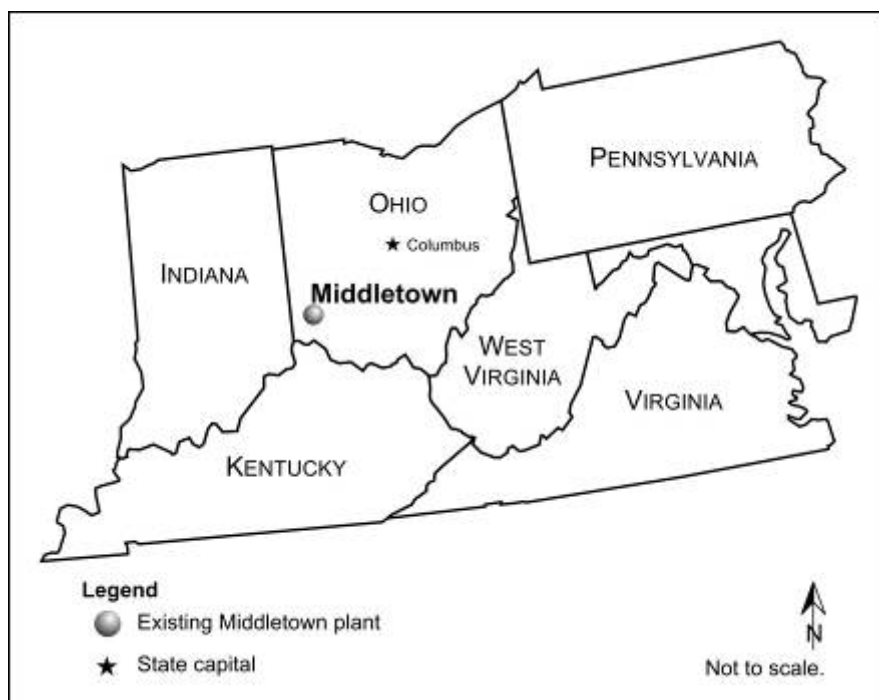 PENNSYLVANIA
OHIO
Columbus
INDIANA
Middletown
WEST
VIRGINIA
VIRGINIA
KENTUCKY
Legend
Existing Middletown plant
State capital
N
Not to scale.